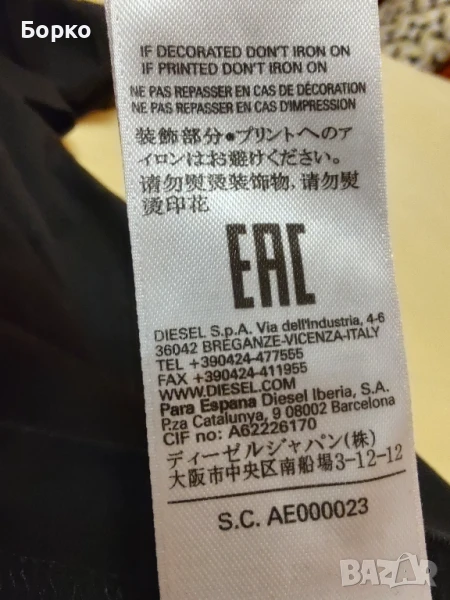 Борко
IF DECORATED DON'T IRON ON
IF PRINTED DON'T IRON ON
NE PAS REPASSER EN CAS DE DÉCORATION
NE PAS REPASSER EN CAS D'IMPRESSION
装飾部分●プリントへのア
イロンはお避けください。
请勿熨烫装饰物,请勿熨
烫印花
EAC
DIESEL S.p.A. Via dell'Industria, 4-6
36042 BREGANZE-VICENZA-ITALY
TEL +390424-477555
FAX +390424-411955
WWW.DIESEL.COM
Para Espana Diesel Iberia, S.A.
P.za Catalunya, 9 08002 Barcelona
CIF no: A62226170
ディーゼルジャパン(株)
大阪市中央区南船場3-12-12
S.C. AE000023
BAZAR